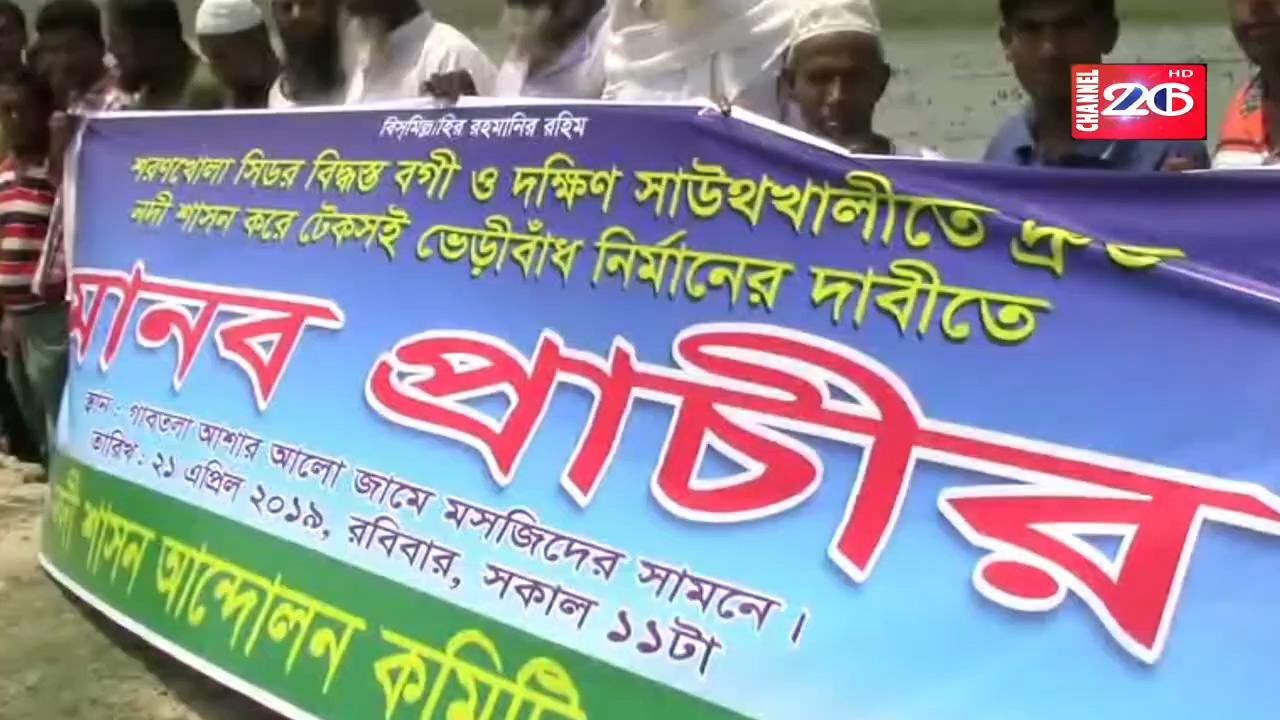 CHANNEL 26 HD
বিস্‌মিল্লাহির রহমানির রহিম
শরণখোলা সিডর বিধ্বস্ত বগী ও দক্ষিণ সাউথখালীতে দ্রুত
নদী শাসন করে টেকসই ভেড়ীবাঁধ নির্মানের দাবীতে
মানব প্রাচীর
স্থান : গাবতলা আশার আলো জামে মসজিদের সামনে।
তারিখ : ২১ এপ্রিল ২০১৯, রবিবার, সকাল ১১টা
নদী শাসন আন্দোলন কমিটি